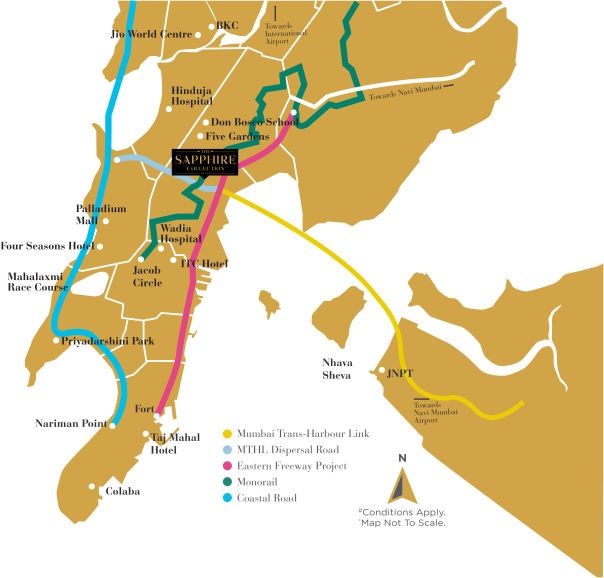 BKC
Jio World Centre
Towards
International
Airport
Hinduja
Hospital
Towards Navi Mumbai
Don Bosco School
Five Gardens
THE
SAPPHIRE
COLLECTION
Palladium
Mall
Wadia
Hospital
Four Seasons Hotel
ITC Hotel
Jacob
Circle
Mahalaxmi
Race Course
Priyadarshini Park
Nhava
Sheva
JNPT
Fort
Towards
Navi Mumbai
Airport
Nariman Point
Taj Mahal
Hotel
Mumbai Trans-Harbour Link
MTHL Dispersal Road
Eastern Freeway Project
Monorail
Coastal Road
Colaba
N
#Conditions Apply.
*Map Not To Scale.